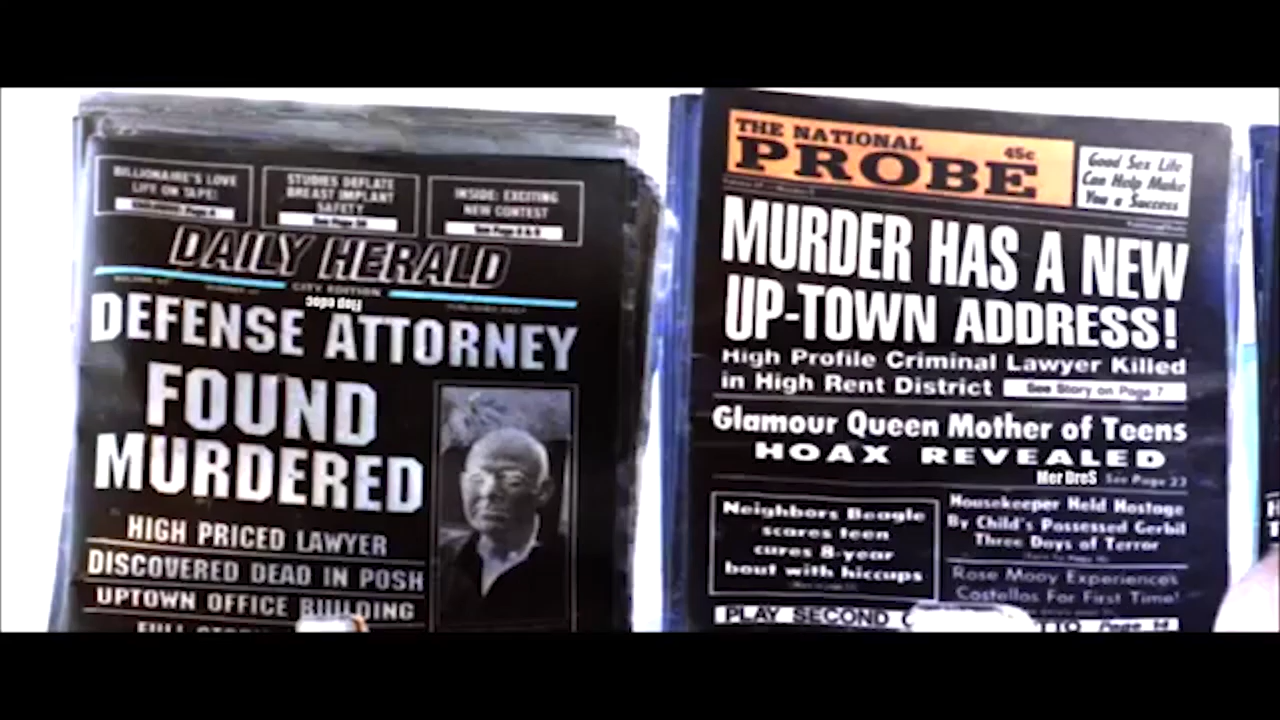 BILLIONAIRE'S LOVE
LIFE ON TAPE!
STUDIES DEFLATE
BREAST IMPLANT
SAFETY
INSIDE: EXCITING
NEW CONTEST
DAILY HERALD
CITY EDITION
DEFENSE ATTORNEY
FOUND
MURDERED
HIGH PRICED LAWYER
DISCOVERED DEAD IN POSH
UPTOWN OFFICE BUILDING
THE NATIONAL
PROBE
45c
Good Sex Life
Can Help Make
You a Success
MURDER HAS A NEW
UP-TOWN ADDRESS!
High Profile Criminal Lawyer Killed
in High Rent District
See Story on Page 7
Glamour Queen Mother of Teens
HOAX REVEALED
Her DreS
See Page 23
Neighbors Beagle
scares teen
cures 8-year
bout with hiccups
Housekeeper Held Hostage
By Child's Possessed Gerbil
Three Days of Terror
Rose Mooy Experiences
Costellos For First Time!
PLAY SECOND
TO Page 14